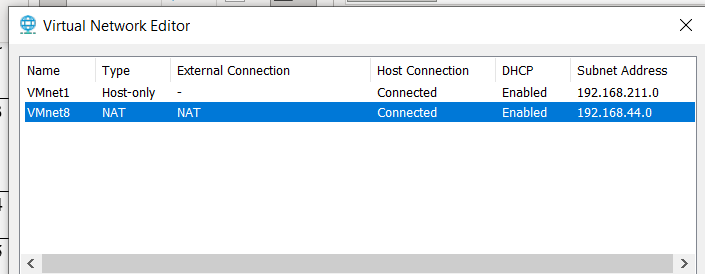 Virtual Network Editor
Name Type External Connection Host Connection DHCP Subnet Address
VMnet1 Host-only - Connected Enabled 192.168.211.0
VMnet8 NAT NAT Connected Enabled 192.168.44.0